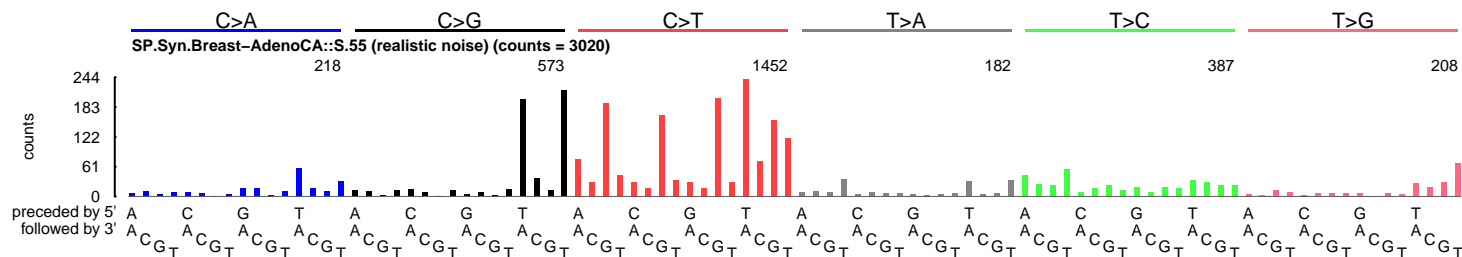 C>A C>G C>T T>A T>C T>G
SP.Syn.Breast–AdenoCA::S.55 (realistic noise) (counts = 3020)
218 573 1452 182 387 208
244
183
122
61
0
counts
preceded by 5' A C G T A C G T A C G T A C G T A C G T A C G T
followed by 3' A C G T A C G T A C G T A C G T A C G T A C G T A C G T A C G T A C G T A C G T A C G T A C G T A C G T A C G T A C G T A C G T A C G T A C G T A C G T A C G T A C G T A C G T A C G T A C G T